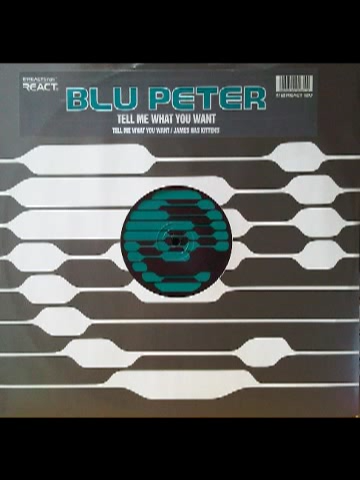 REACT.
BLU PETER
TELL ME WHAT YOU WANT
TELL ME WHAT YOU WANT / JAMES HAS KITTENS